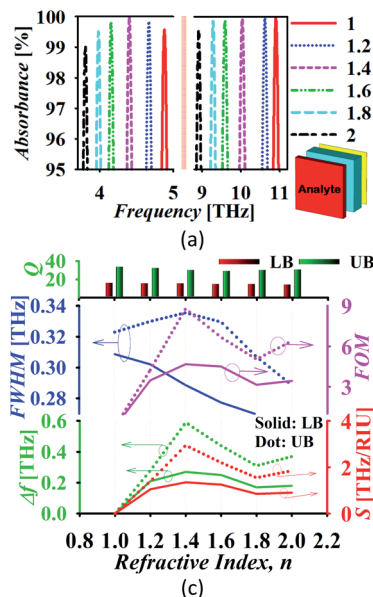 100
99
98
97
96
95
Absorbance [%]
4 5 9 10 11
Frequency [THz]
1
1.2
1.4
1.6
1.8
2
Analyte
(a)
40
20
0
Q
LB UB
0.34
0.32
0.30
0.28
FWHM [THz]
9
6
3
FOM
Solid: LB
Dot: UB
0.6
0.4
0.2
0.0
Δf [THz]
4
2
0
S [THz/RIU]
0.8 1.0 1.2 1.4 1.6 1.8 2.0 2.2
Refractive Index, n
(c)